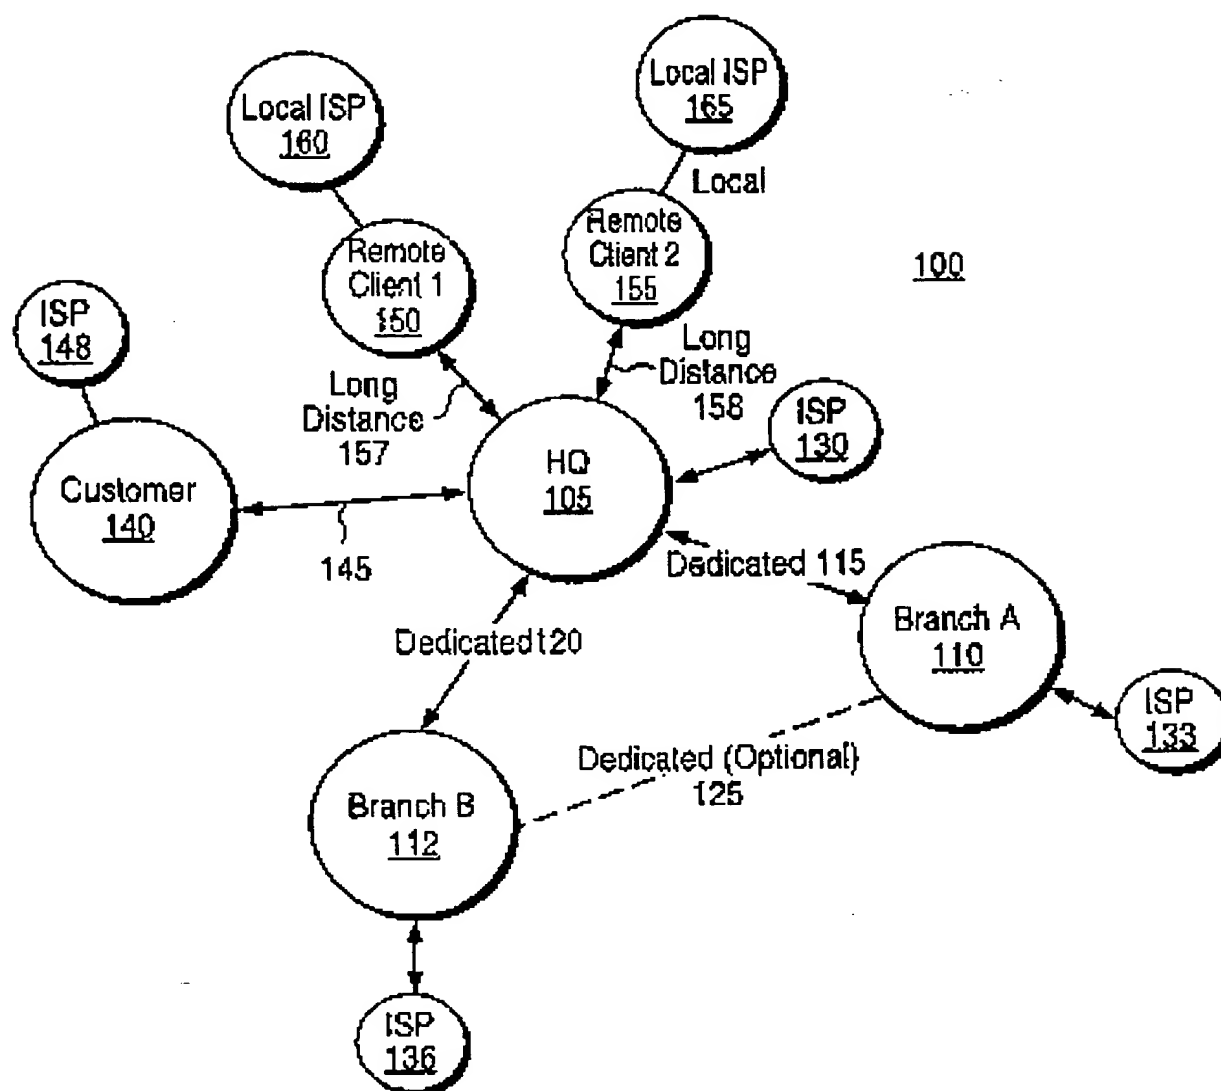 Local ISP
165
Local ISP
160
Local
Remote
Client 2
155
Remote
Client 1
150
100
ISP
148
Long
Distance
158
Long
Distance
157
ISP
130
HQ
105
Customer
140
145
Dedicated 115
Branch A
110
Dedicated 120
ISP
133
Dedicated (Optional)
125
Branch B
112
ISP
136